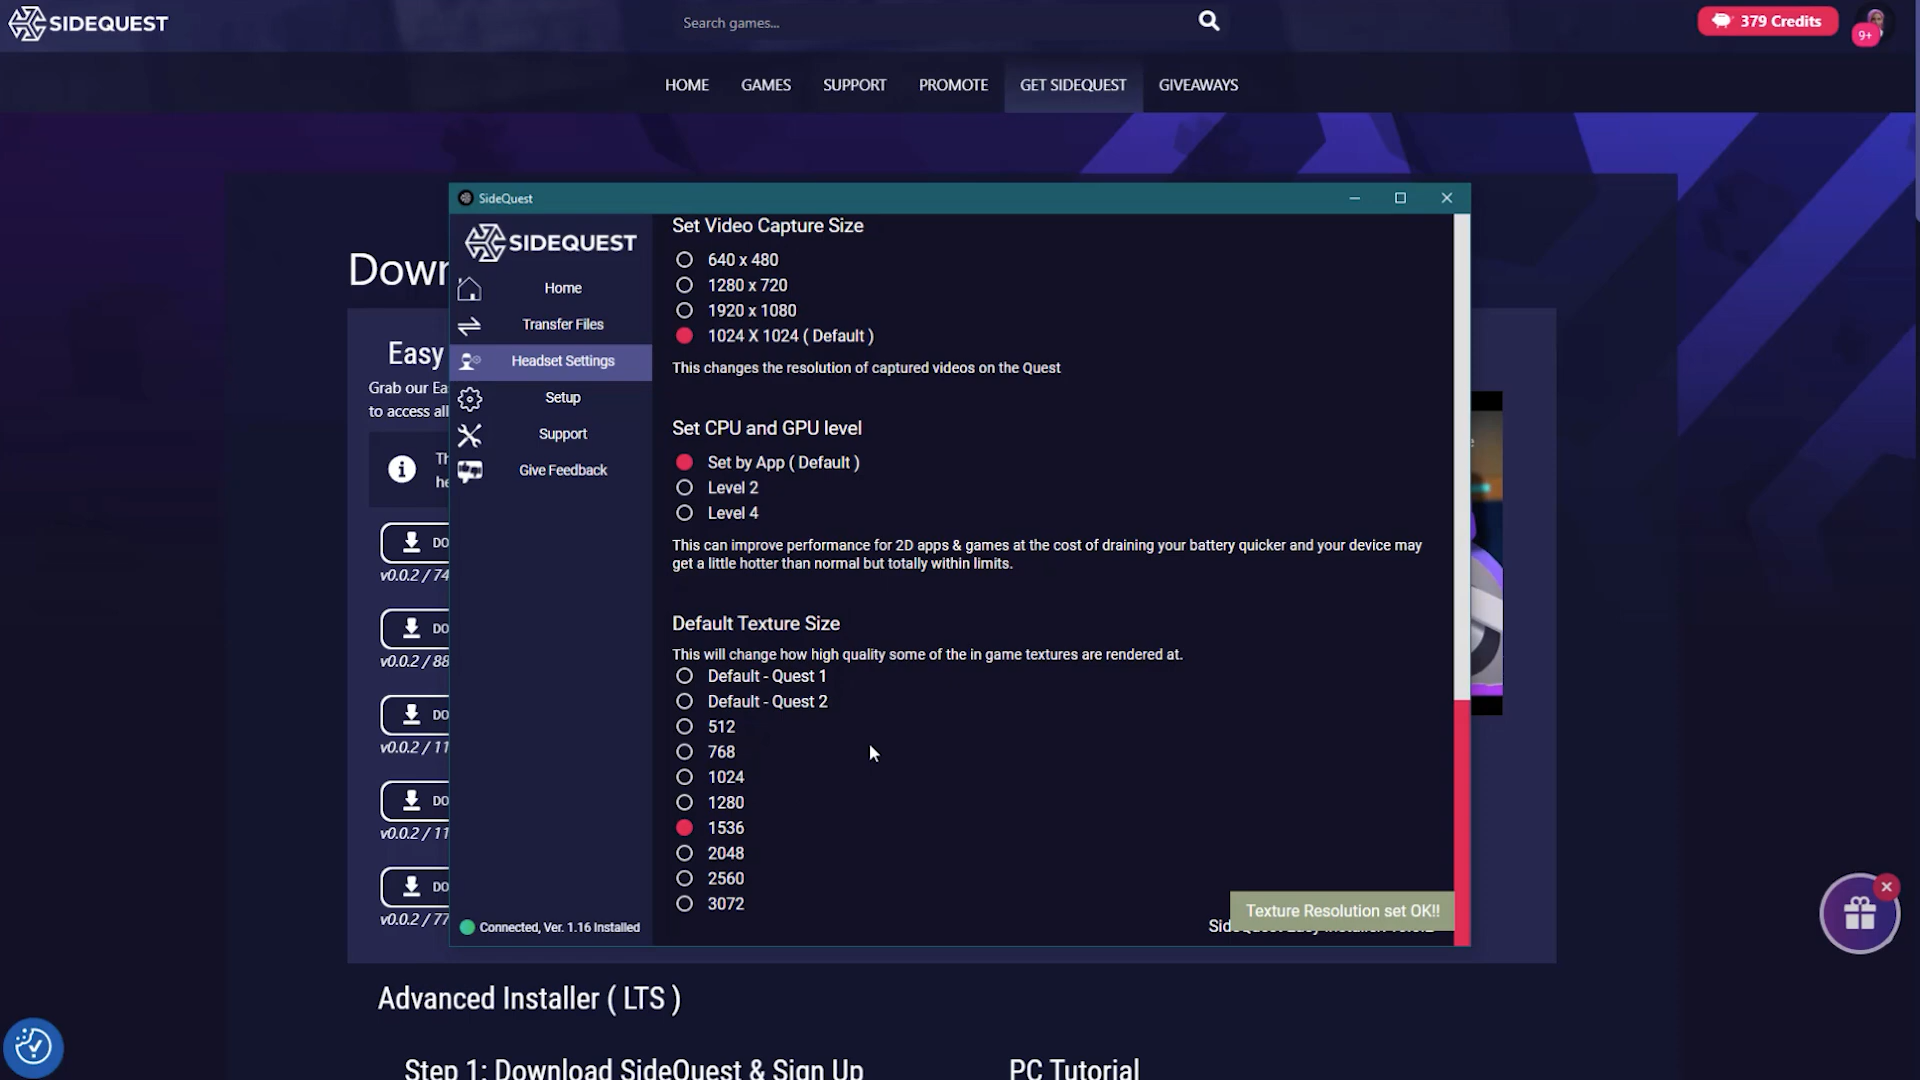 SIDEQUEST
Search games...
379 Credits
9+
HOME
GAMES
SUPPORT
PROMOTE
GET SIDEQUEST
GIVEAWAYS
SideQuest
SIDEQUEST
Home
Transfer Files
Headset Settings
Setup
Support
Give Feedback
Connected, Ver. 1.16 Installed
Set Video Capture Size
640 x 480
1280 x 720
1920 x 1080
1024 X 1024 ( Default )
This changes the resolution of captured videos on the Quest
Set CPU and GPU level
Set by App ( Default )
Level 2
Level 4
This can improve performance for 2D apps & games at the cost of draining your battery quicker and your device may
get a little hotter than normal but totally within limits.
Default Texture Size
This will change how high quality some of the in game textures are rendered at.
Default - Quest 1
Default - Quest 2
512
768
1024
1280
1536
2048
2560
3072
Texture Resolution set OK!!
Easy
Grab our
to access all
v0.0.2 / 74
v0.0.2 / 88
v0.0.2 / 11
v0.0.2 / 11
v0.0.2 / 77
Advanced Installer ( LTS )
Step 1: Download SideQuest & Sign Up
PC Tutorial